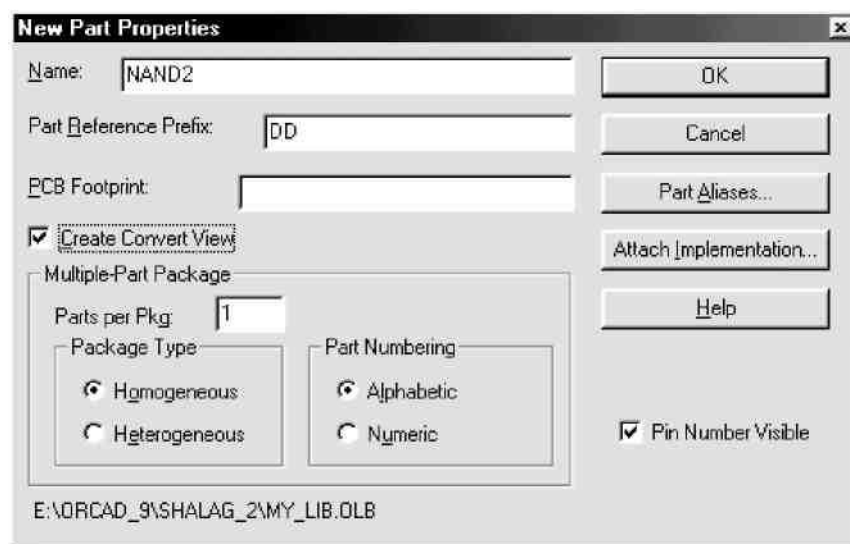 New Part Properties
Name: NAND2
OK
Part Reference Prefix: DD
Cancel
PCB Footprint:
Part Aliases...
Create Convert View
Attach Implementation...
Multiple-Part Package
Parts per Pkg: 1
Help
Package Type
Part Numbering
Homogeneous
Alphabetic
Heterogeneous
Numeric
Pin Number Visible
E:\ORCAD_9\SHALAG_2\MY_LIB.OLB